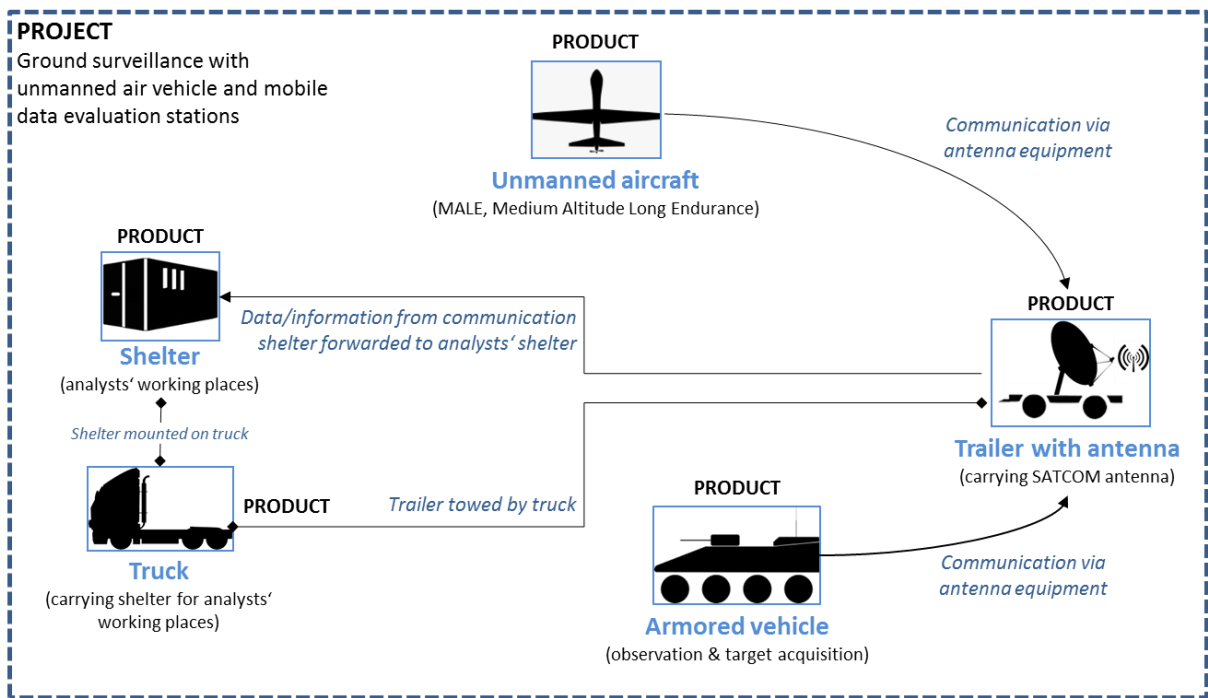 PROJECT
Ground surveillance with
unmanned air vehicle and mobile
data evaluation stations
PRODUCT
Unmanned aircraft
(MALE, Medium Altitude Long Endurance)
Communication via
antenna equipment
PRODUCT
Shelter
(analysts‘ working places)
Data/information from communication
shelter forwarded to analysts‘ shelter
PRODUCT
Trailer with antenna
(carrying SATCOM antenna)
Shelter mounted on truck
PRODUCT
Truck
(carrying shelter for analysts‘
working places)
Trailer towed by truck
PRODUCT
Armored vehicle
(observation & target acquisition)
Communication via
antenna equipment